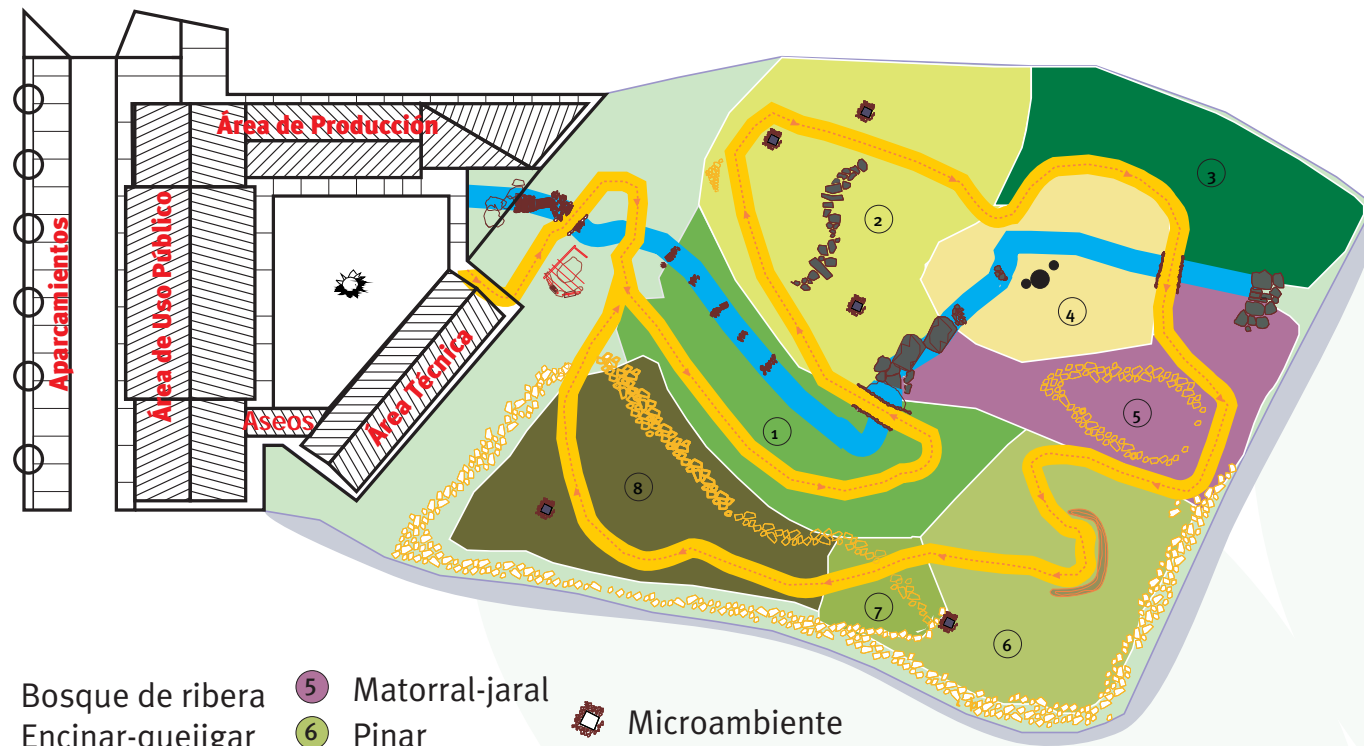 Área de Producción
Aparcamientos
Área de Uso Público
Aseos
Área Técnica
1
2
3
4
5
6
7
8
Bosque de ribera
Encinar-quejigar
5 Matorral-jaral
6 Pinar
Microambiente